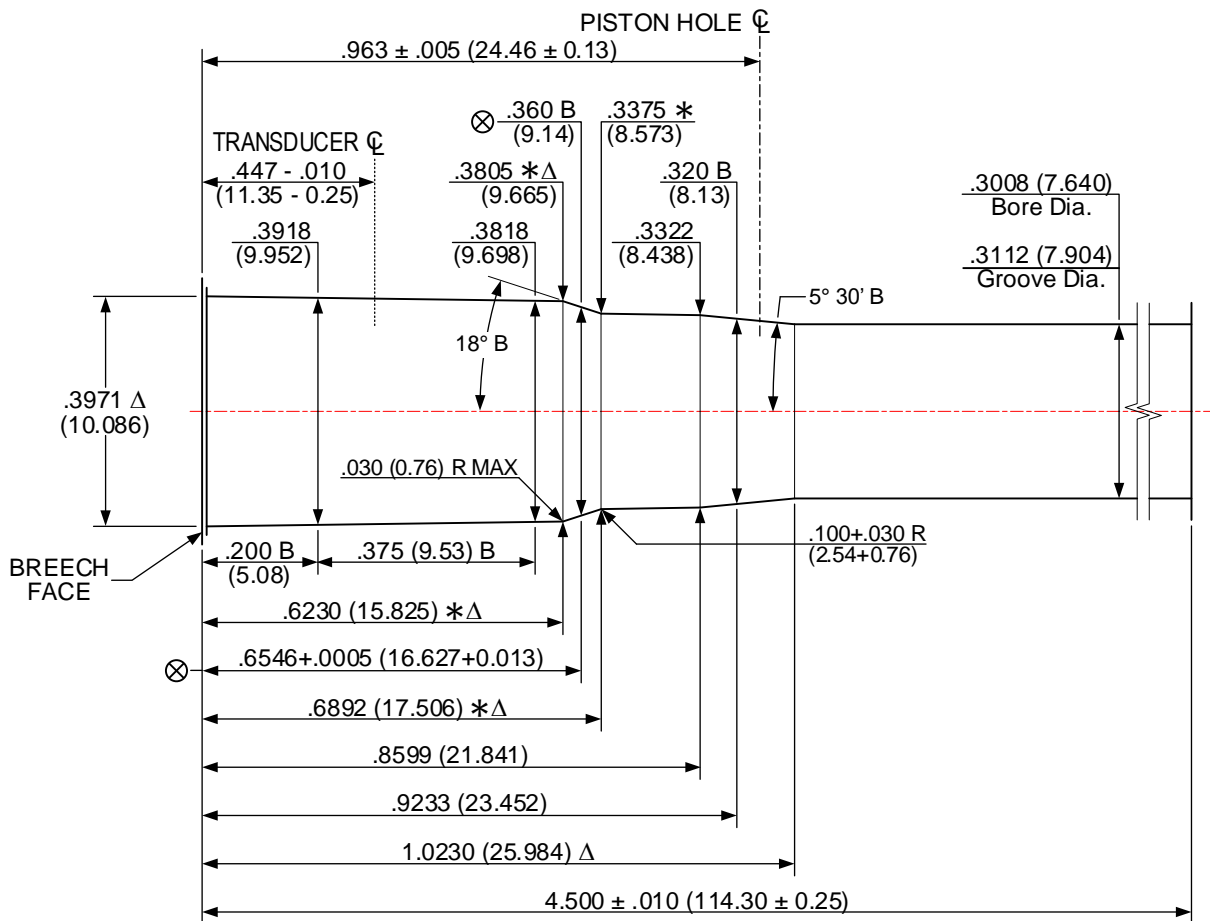 PISTON HOLE ℄
.963 ± .005 (24.46 ± 0.13)
⊗ .360 B
(9.14)
.3375 *
(8.573)
TRANSDUCER ℄
.447 - .010
(11.35 - 0.25)
.3805 *Δ
(9.665)
.320 B
(8.13)
.3008 (7.640)
Bore Dia.
.3918
(9.952)
.3818
(9.698)
.3322
(8.438)
.3112 (7.904)
Groove Dia.
5° 30' B
18° B
.3971 Δ
(10.086)
.030 (0.76) R MAX
.100+.030 R
(2.54+0.76)
BREECH
FACE
.200 B
(5.08)
.375 (9.53) B
.6230 (15.825) *Δ
⊗ .6546+.0005 (16.627+0.013)
.6892 (17.506) *Δ
.8599 (21.841)
.9233 (23.452)
1.0230 (25.984) Δ
4.500 ± .010 (114.30 ± 0.25)